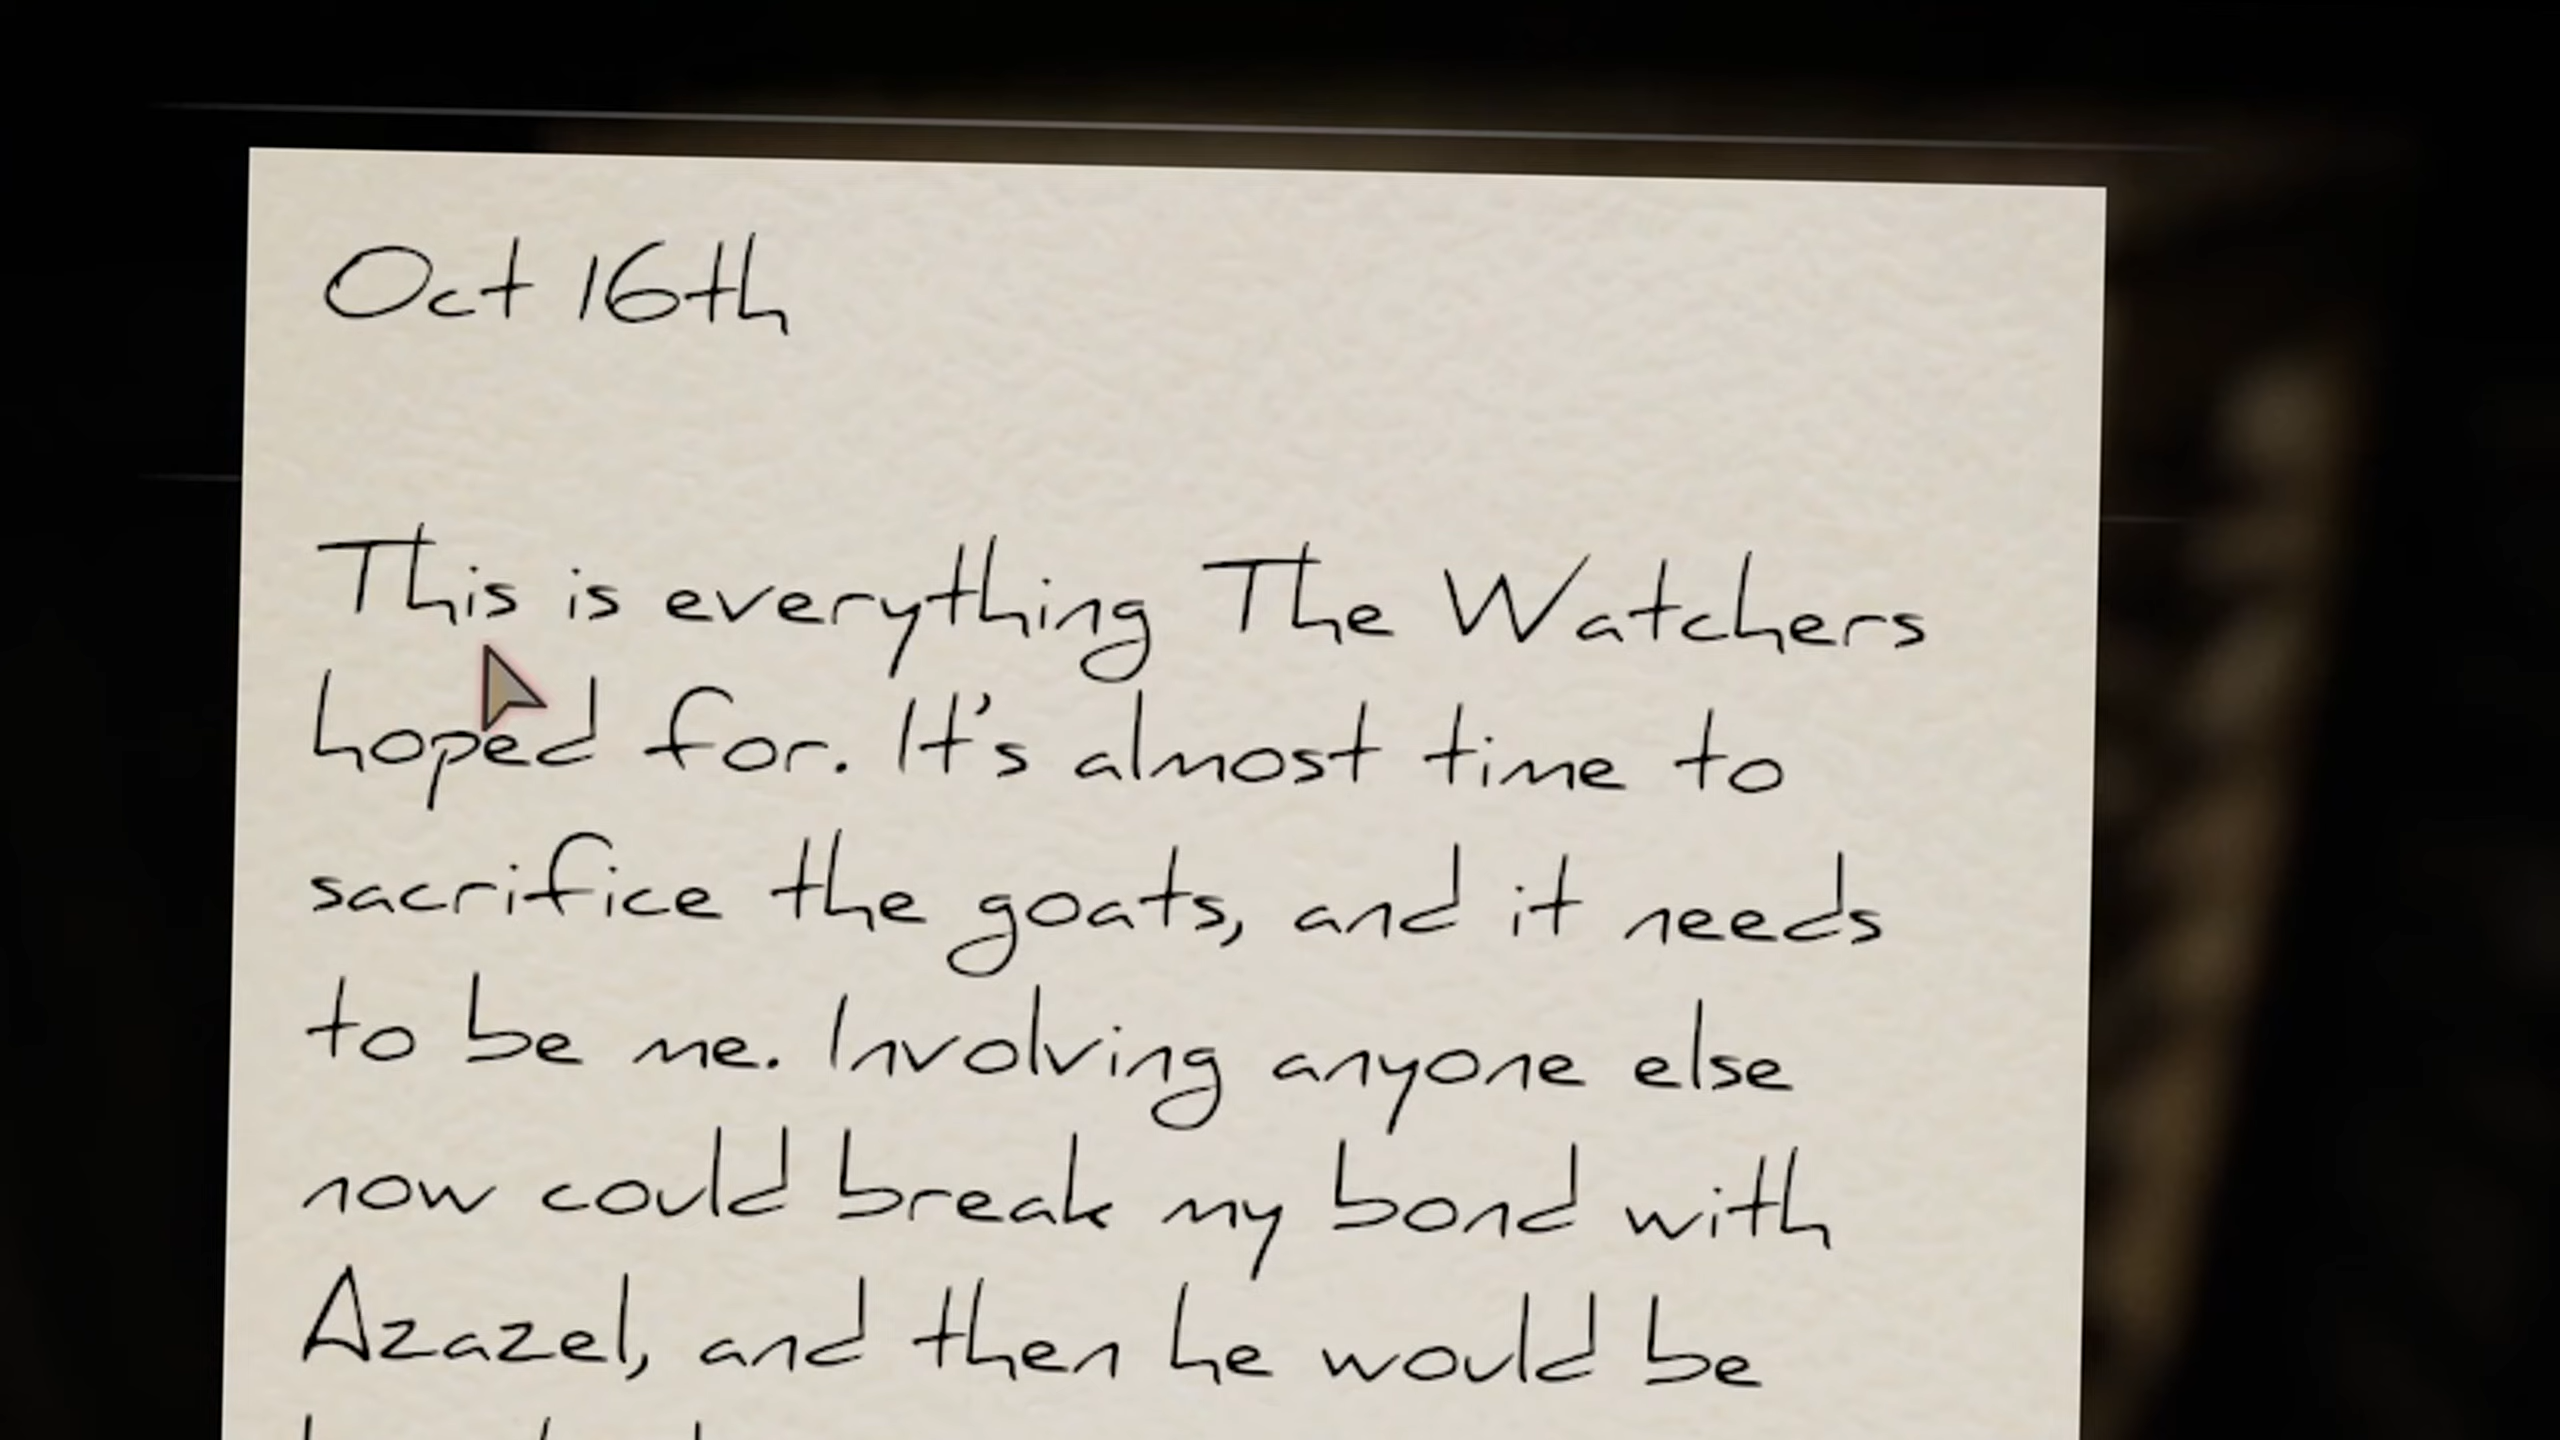 Oct 16th
This is everything The Watchers
hoped for. It's almost time to
sacrifice the goats, and it needs
to be me. Involving anyone else
now could break my bond with
Azazel, and then he would be